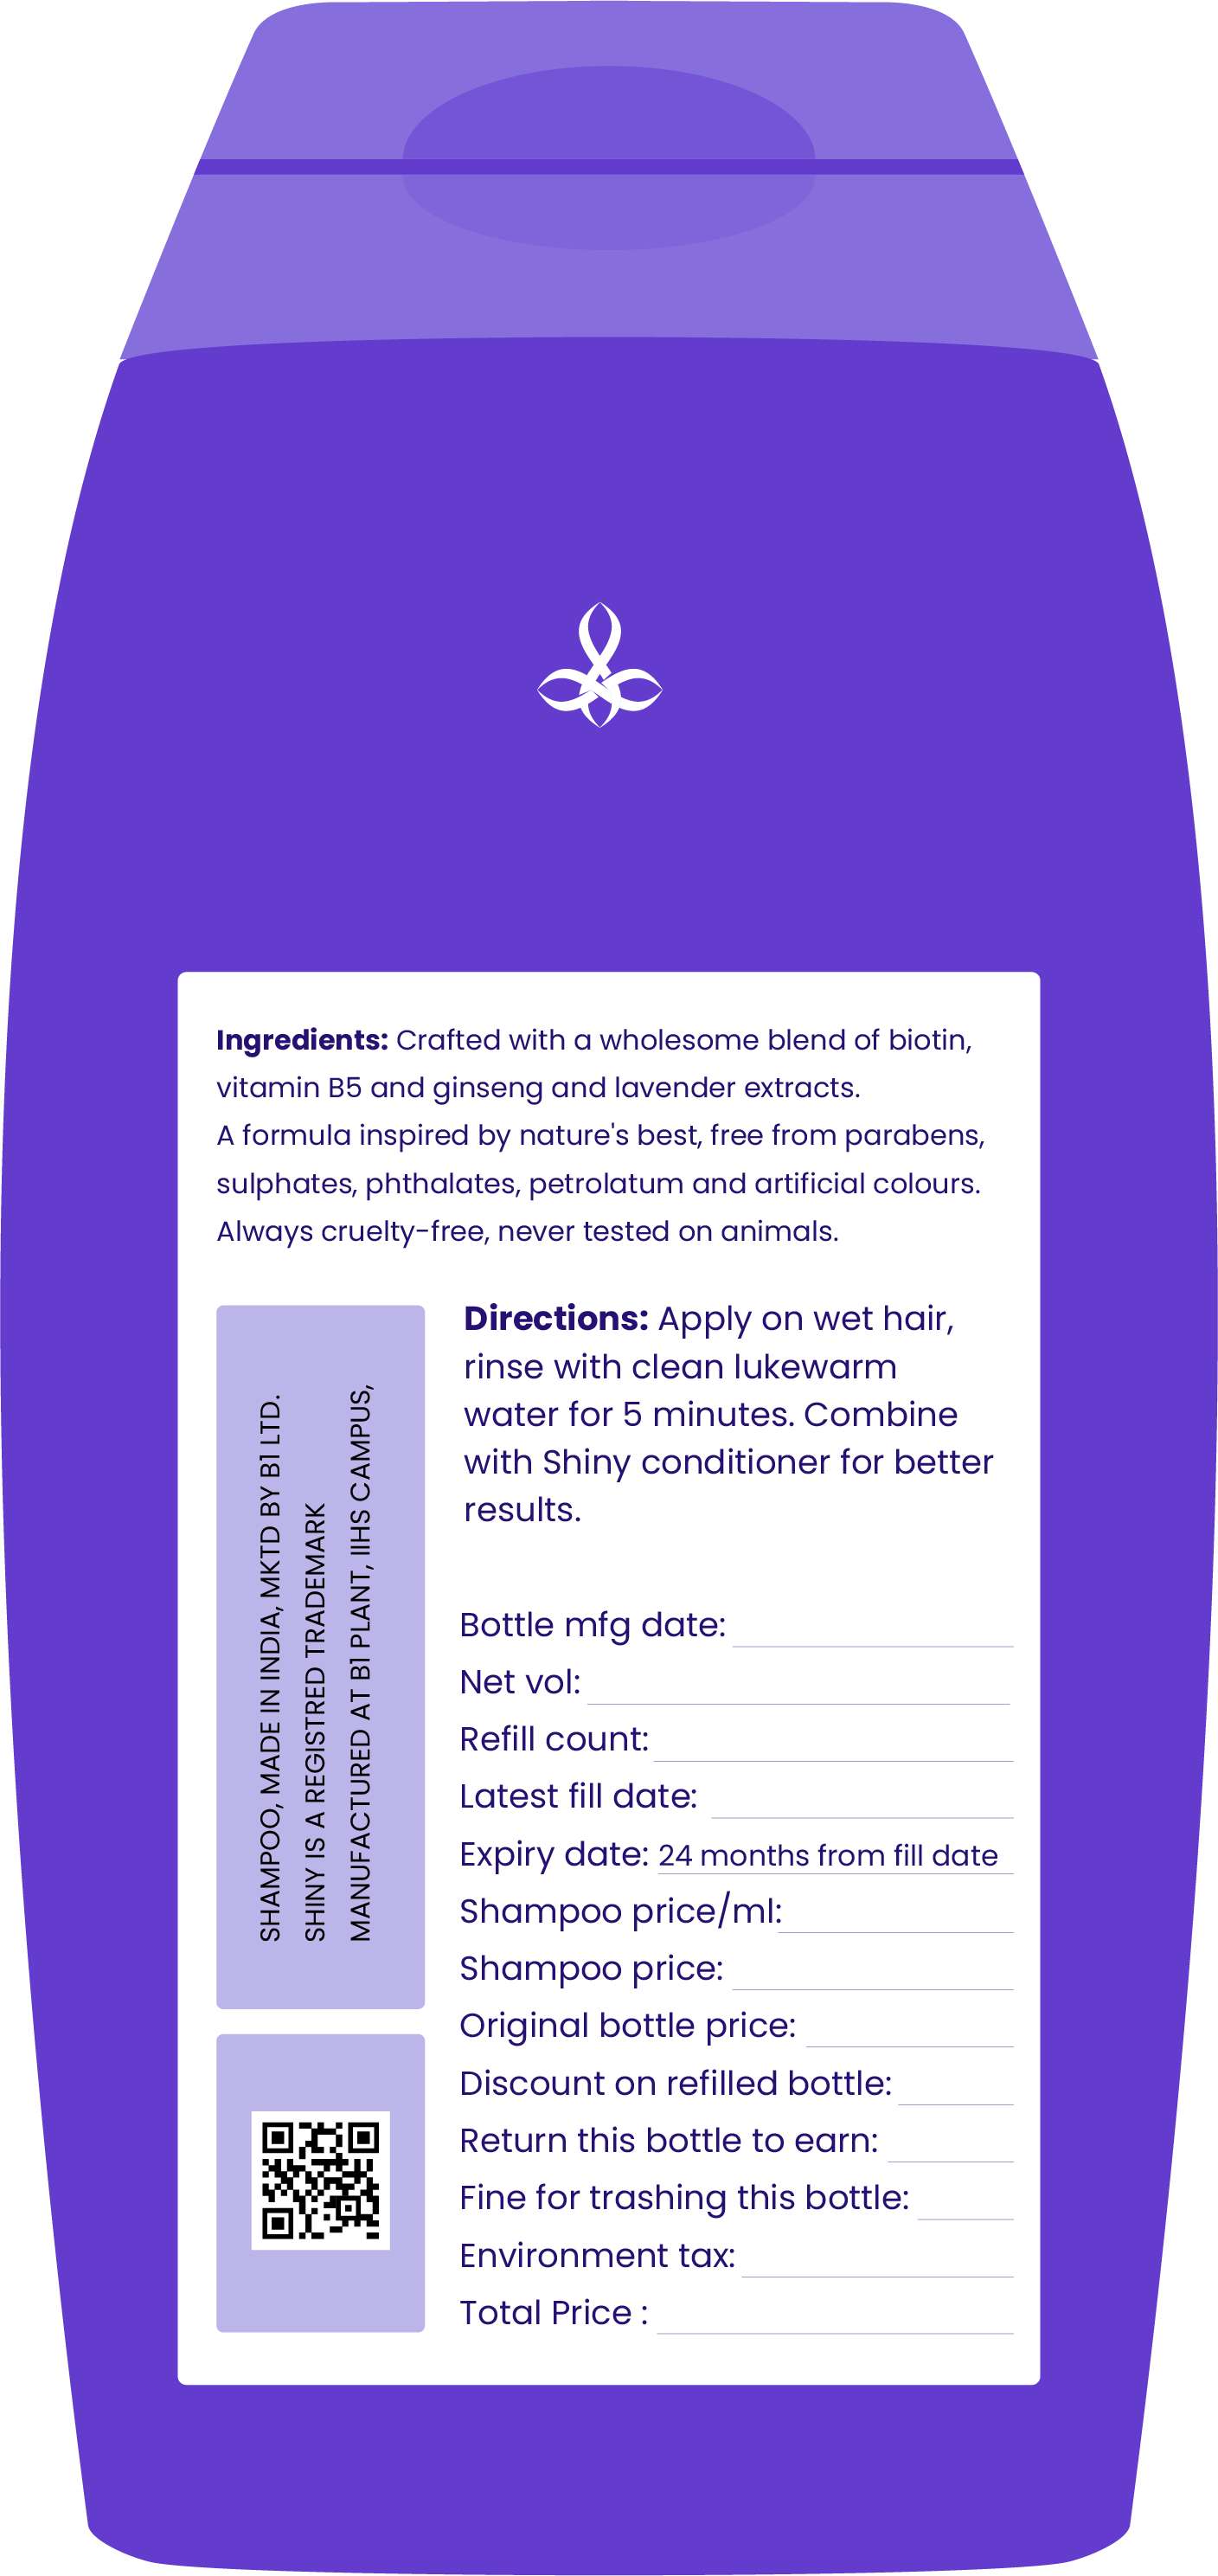 Ingredients: Crafted with a wholesome blend of biotin,
vitamin B5 and ginseng and lavender extracts.
A formula inspired by nature's best, free from parabens,
sulphates, phthalates, petrolatum and artificial colours.
Always cruelty-free, never tested on animals.
SHAMPOO, MADE IN INDIA, MKTD BY B1 LTD.
SHINY IS A REGISTRED TRADEMARK
MANUFACTURED AT B1 PLANT, IIHS CAMPUS,
Directions: Apply on wet hair,
rinse with clean lukewarm
water for 5 minutes. Combine
with Shiny conditioner for better
results.
Bottle mfg date:
Net vol:
Refill count:
Latest fill date:
Expiry date: 24 months from fill date
Shampoo price/ml:
Shampoo price:
Original bottle price:
Discount on refilled bottle:
Return this bottle to earn:
Fine for trashing this bottle:
Environment tax:
Total Price :